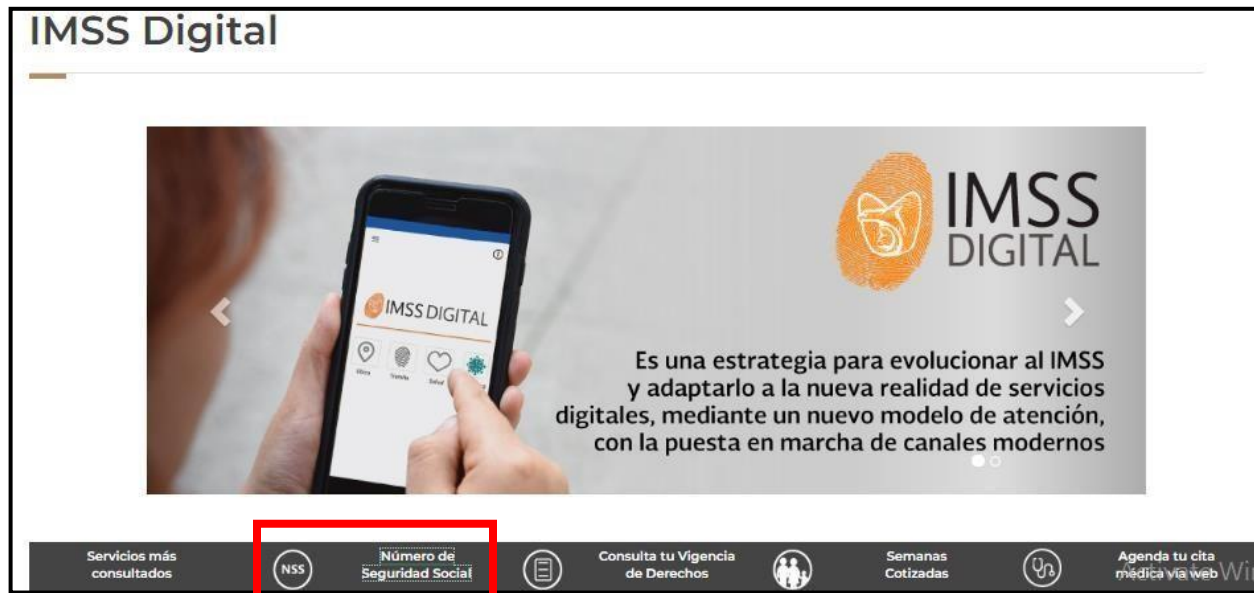 IMSS Digital
IMSS
DIGITAL
IMSS DIGITAL
Salud
Es una estrategia para evolucionar al IMSS
y adaptarlo a la nueva realidad de servicios
digitales, mediante un nuevo modelo de atención,
con la puesta en marcha de canales modernos
Servicios más
consultados
NSS
Número de
Seguridad Social
Consulta tu Vigencia
de Derechos
Semanas
Cotizadas
Agenda tu cita
médica vía web